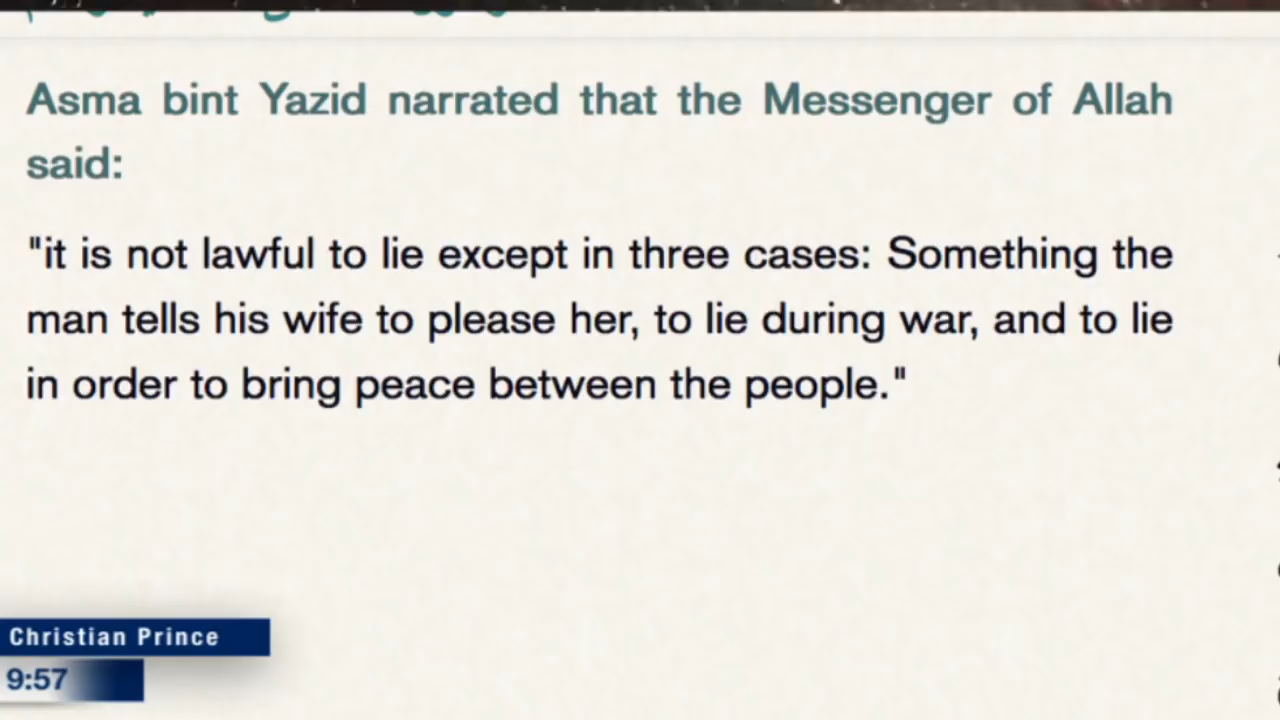 Asma bint Yazid narrated that the Messenger of Allah
said:
"it is not lawful to lie except in three cases: Something the
man tells his wife to please her, to lie during war, and to lie
in order to bring peace between the people."
Christian Prince
9:57